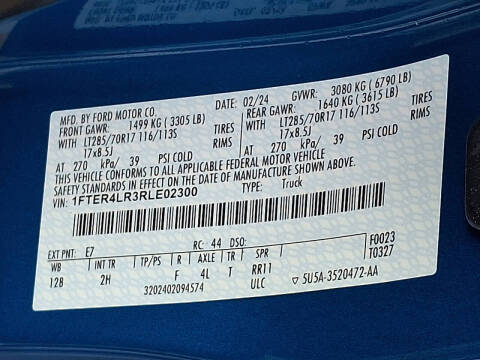 MFD. BY FORD MOTOR CO.
DATE: 02/24 GVWR: 3080 KG (6790 LB)
FRONT GAWR: 1499 KG (3305 LB) REAR GAWR: 1640 KG (3615 LB)
WITH LT285/70R17 116/113S TIRES WITH LT285/70R17 116/113S TIRES
17x8.5J RIMS 17x8.5J RIMS
AT 270 kPa/ 39 PSI COLD AT 270 kPa/ 39 PSI COLD
THIS VEHICLE CONFORMS TO ALL APPLICABLE FEDERAL MOTOR VEHICLE
SAFETY STANDARDS IN EFFECT ON THE DATE OF MANUFACTURE SHOWN ABOVE.
VIN: 1FTER4LR3RLE02300 TYPE: Truck
EXT PNT: E7 RC: 44 DSO: F0023
WB INT TR TP/PS R AXLE TR SPR T0327
128 2H F 4L T RR11
3202402094574 ULC 5U5A-3520472-AA